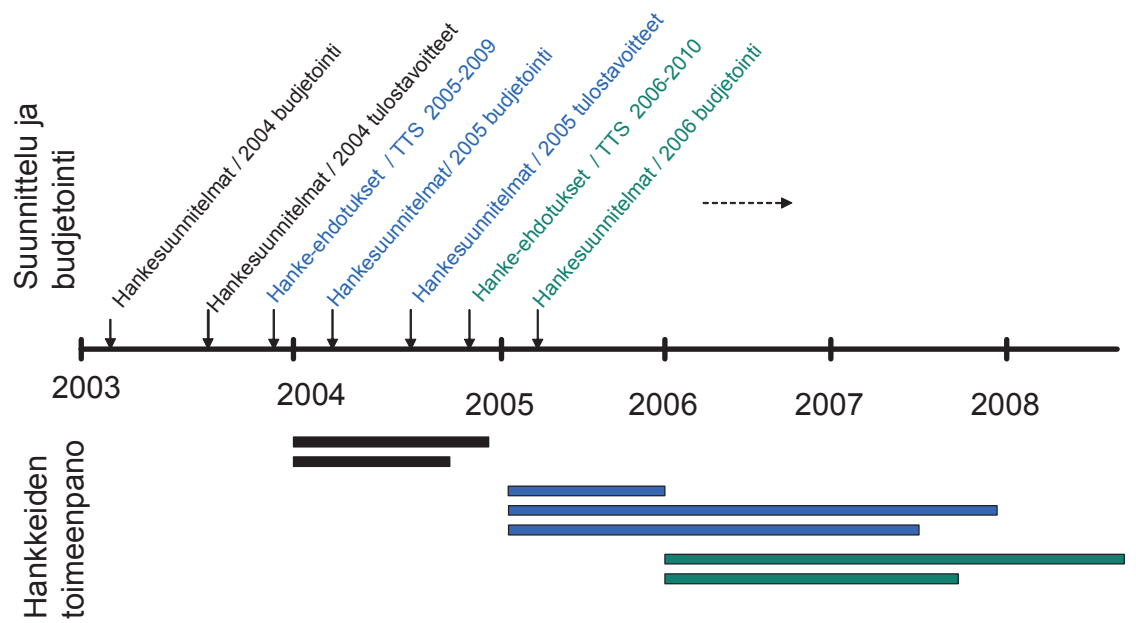 Suunnittelu ja
budjetointi
Hankesuunnitelmat / 2004 budjetointi
Hankesuunnitelmat / 2004 tulostavoitteet
Hanke-ehdotukset / TTS 2005-2009
Hankesuunnitelmat/ 2005 budjetointi
Hankesuunnitelmat / 2005 tulostavoitteet
Hanke-ehdotukset / TTS 2006-2010
Hankesuunnitelmat / 2006 budjetointi
2003
2004
2005
2006
2007
2008
Hankkeiden
toimeenpano